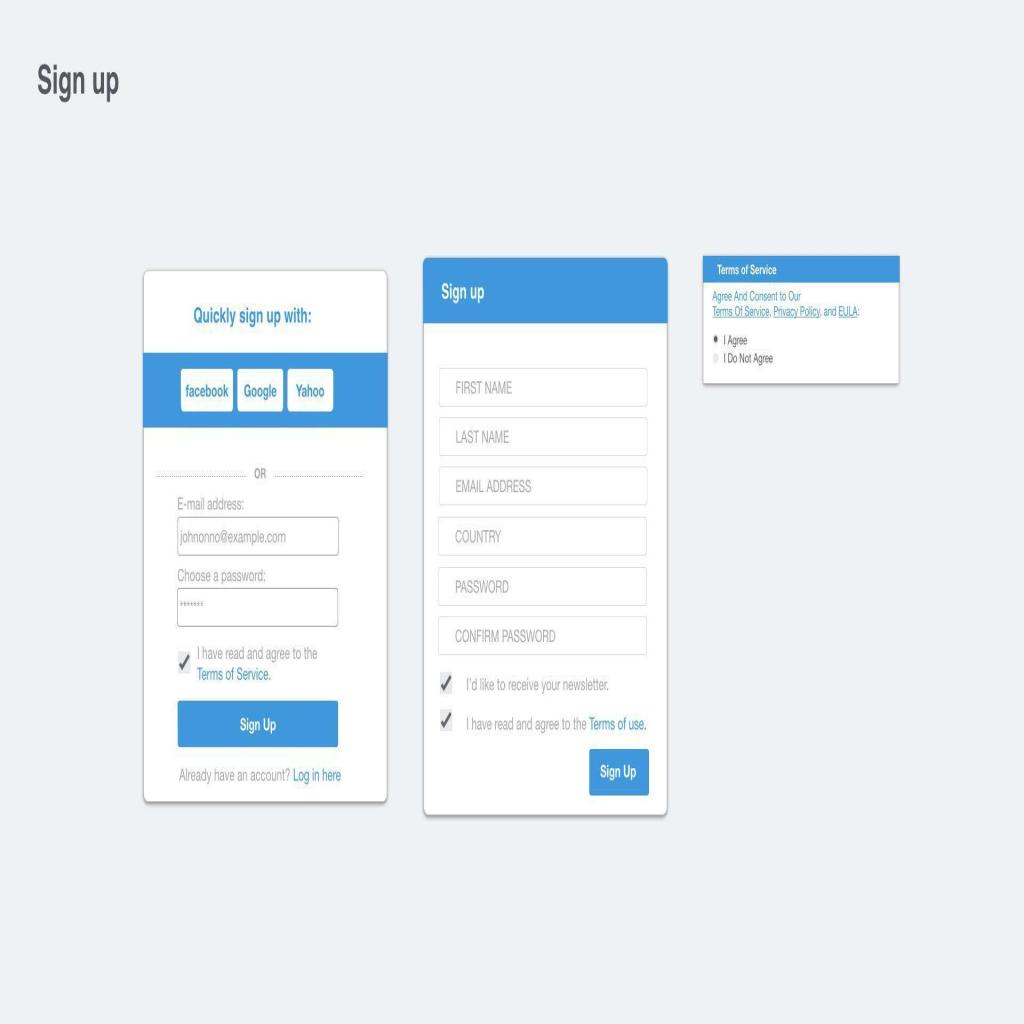 Sign up
Quickly sign up with:
facebook Google Yahoo
OR
E-mail address:
johnonno@example.com
Choose a password:
*******
I have read and agree to the
Terms of Service.
Sign Up
Already have an account? Log in here
Sign up
FIRST NAME
LAST NAME
EMAIL ADDRESS
COUNTRY
PASSWORD
CONFIRM PASSWORD
I'd like to receive your newsletter.
I have read and agree to the Terms of use.
Sign Up
Terms of Service
Agree And Consent to Our
Terms Of Service, Privacy Policy, and EULA:
I Agree
I Do Not Agree